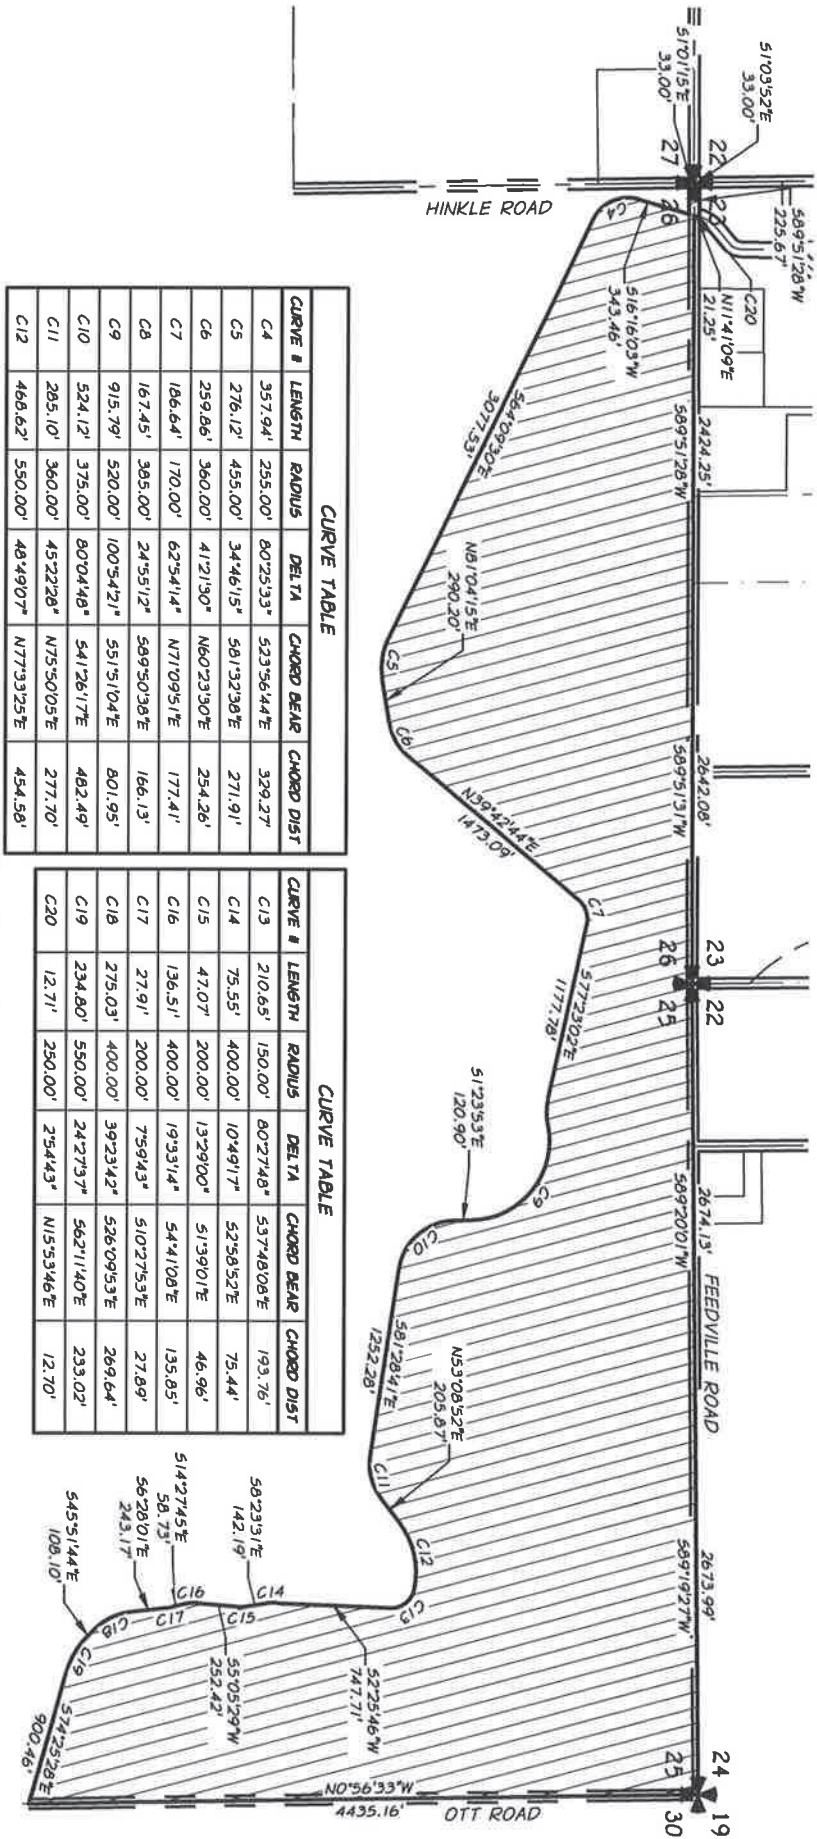 S1°03'52"E
33.00'
S1°01'15"E
33.00'
22
27
26
HINKLE ROAD
S89°51'28"W
225.67'
C20
N11°41'09"E
21.25'
S16°16'03"W
343.46'
C4
2424.25'
S89°51'28"W
S64°09'30"E
3077.53'
N81°04'15"E
290.20'
C5
C6
2642.08'
S89°51'31"W
N39°42'44"E
1473.09'
C7
23
22
26
25
S77°23'02"E
1177.78'
C9
S1°23'53"E
120.90'
C10
2674.13'
S89°20'01"W
FEEDVILLE ROAD
S81°28'41"E
1252.28'
N53°08'52"E
205.87'
C11
C12
C13
2673.99'
S89°19'27"W
S2°25'46"W
747.71'
C14
S8°23'31"E
142.19'
C15
S5°05'29"W
252.42'
C16
S14°27'45"E
58.73'
C17
S6°28'01"E
243.17'
C18
S45°51'44"E
108.10'
C19
S74°25'28"E
900.46'
N0°56'33"W
4435.16'
OTT ROAD
24
19
25
30
CURVE TABLE
CURVE # LENGTH RADIUS DELTA CHORD BEAR CHORD DIST
C4 357.94' 255.00' 80°25'33" S23°56'44"E 329.27'
C5 276.12' 455.00' 34°46'15" S81°32'38"E 271.91'
C6 259.86' 360.00' 41°21'30" N60°23'30"E 254.26'
C7 186.64' 170.00' 62°54'14" N71°09'51"E 177.41'
C8 167.45' 385.00' 24°55'12" S89°50'38"E 166.13'
C9 915.79' 520.00' 100°54'21" S51°51'04"E 801.95'
C10 524.12' 375.00' 80°04'48" S41°26'17"E 482.49'
C11 285.10' 360.00' 45°22'28" N75°50'05"E 277.70'
C12 468.62' 550.00' 48°49'07" N77°33'25"E 454.58'
CURVE TABLE
CURVE # LENGTH RADIUS DELTA CHORD BEAR CHORD DIST
C13 210.65' 150.00' 80°27'48" S37°48'08"E 193.76'
C14 75.55' 400.00' 10°49'17" S2°58'52"E 75.44'
C15 47.07' 200.00' 13°29'00" S1°39'01"E 46.96'
C16 136.51' 400.00' 19°33'14" S4°41'08"E 135.85'
C17 27.91' 200.00' 7°59'43" S10°27'53"E 27.89'
C18 275.03' 400.00' 39°23'42" S26°09'53"E 269.64'
C19 234.80' 550.00' 24°27'37" S62°11'40"E 233.02'
C20 12.71' 250.00' 2°54'43" N15°53'46"E 12.70'